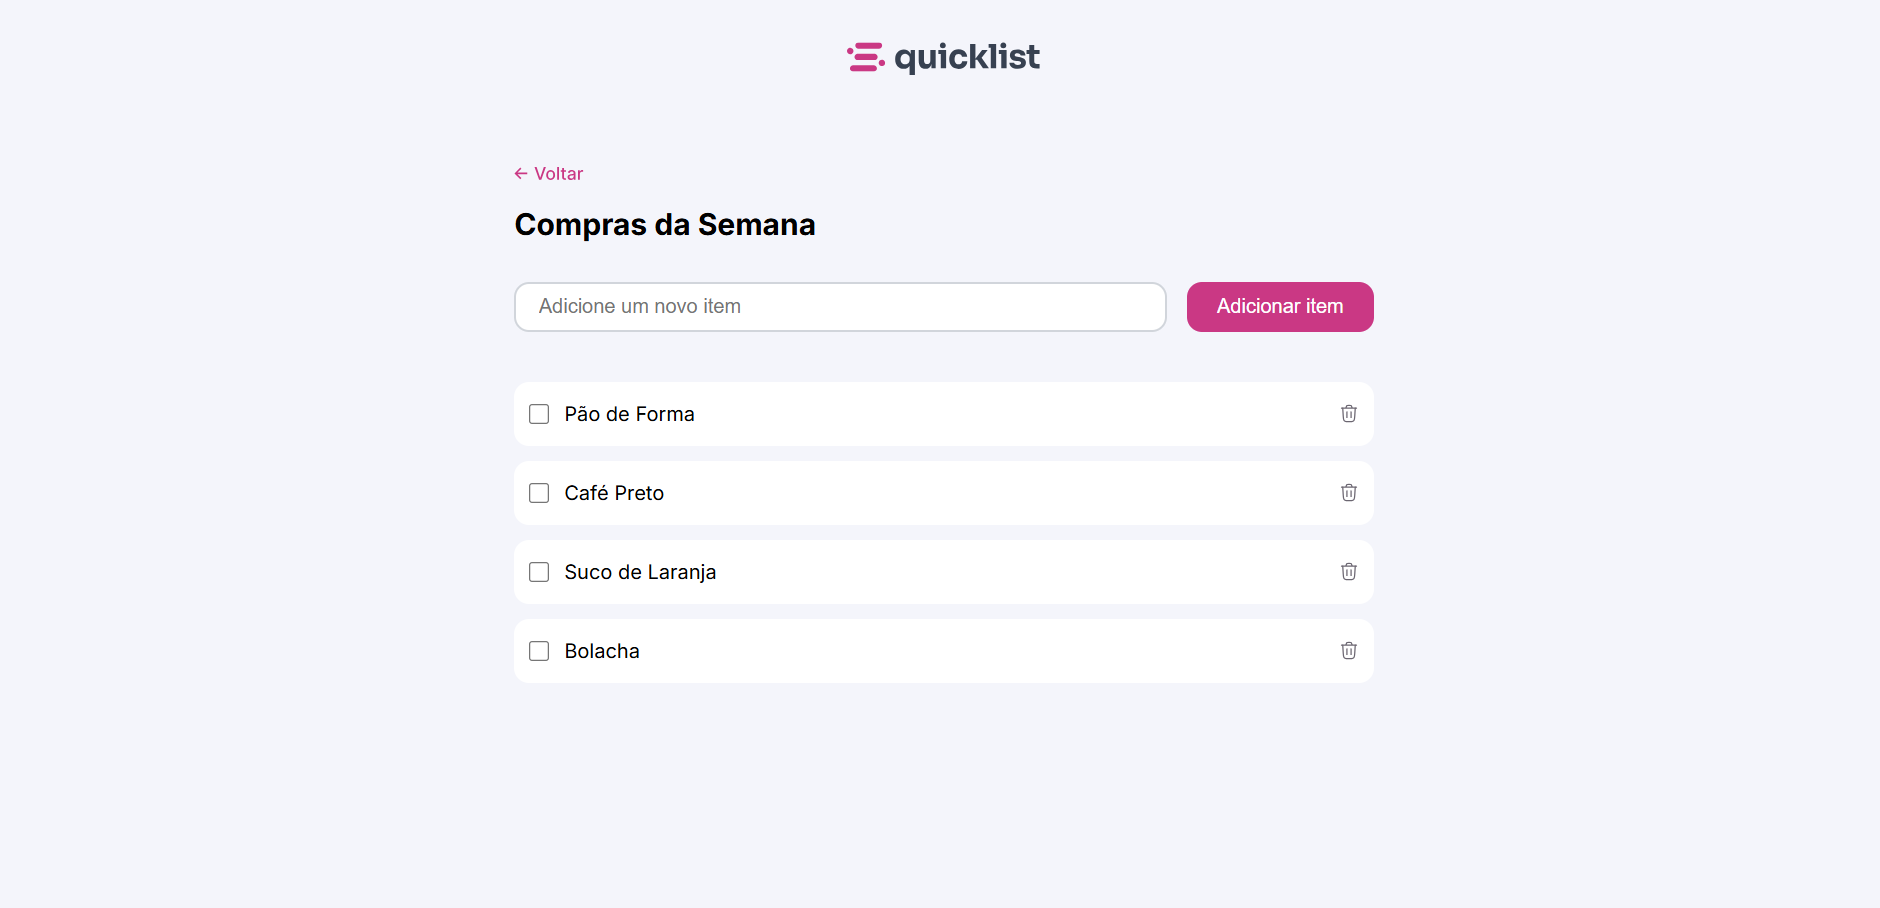 quicklist
← Voltar
Compras da Semana
Adicione um novo item
Adicionar item
Pão de Forma
Café Preto
Suco de Laranja
Bolacha